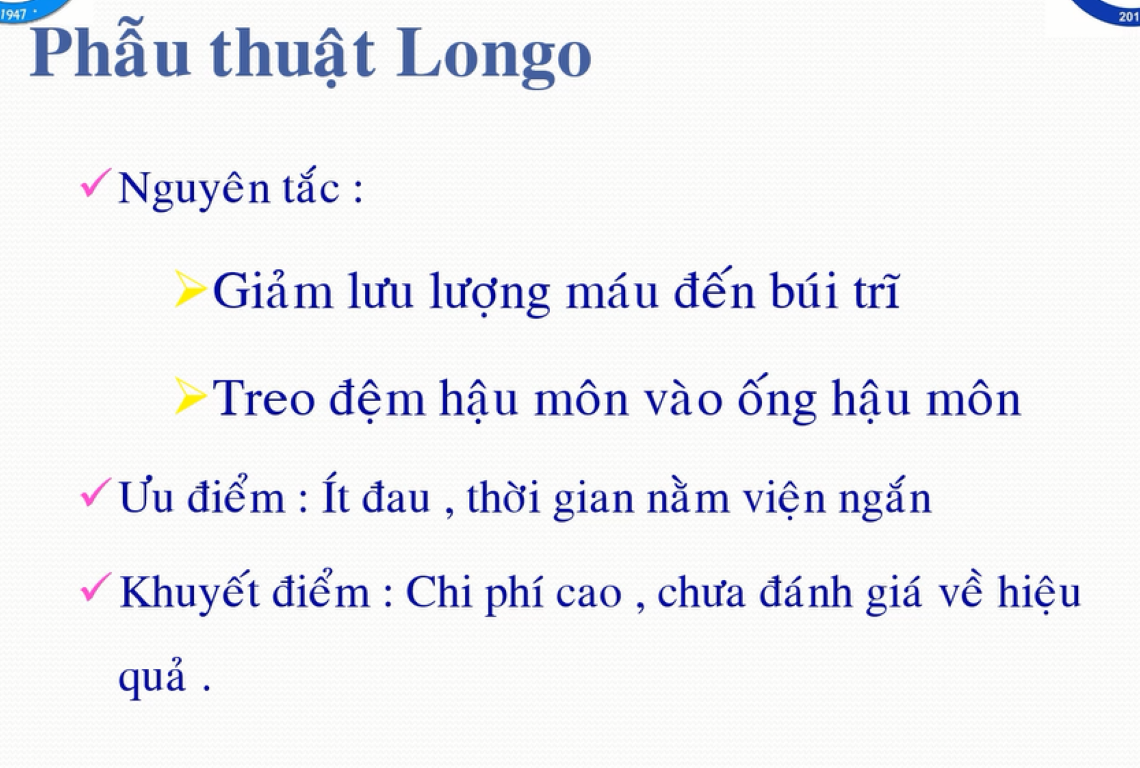 1947
201
Phẫu thuật Longo
Nguyên tắc :
Giảm lưu lượng máu đến búi trĩ
Treo đệm hậu môn vào ống hậu môn
Ưu điểm : Ít đau , thời gian nằm viện ngắn
Khuyết điểm : Chi phí cao , chưa đánh giá về hiệu
quả .